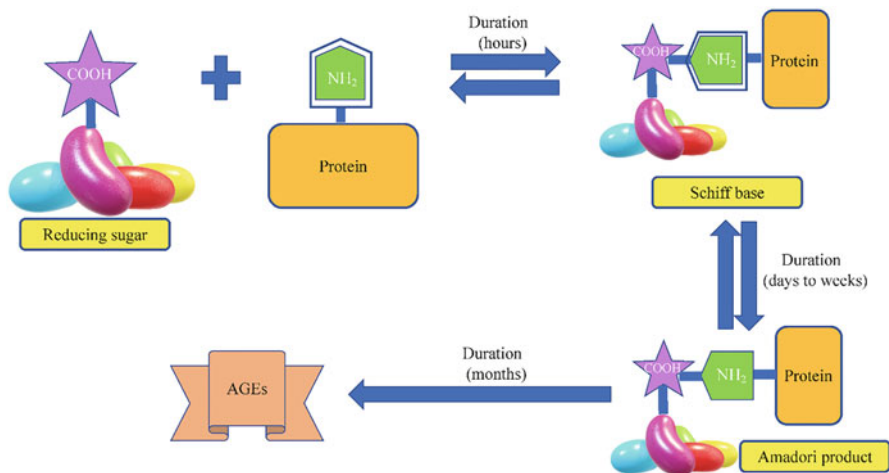 COOH
NH₂
Protein
Reducing sugar
Duration
(hours)
COOH
NH₂
Protein
Schiff base
Duration
(days to weeks)
COOH
NH₂
Protein
Amadori product
Duration
(months)
AGEs